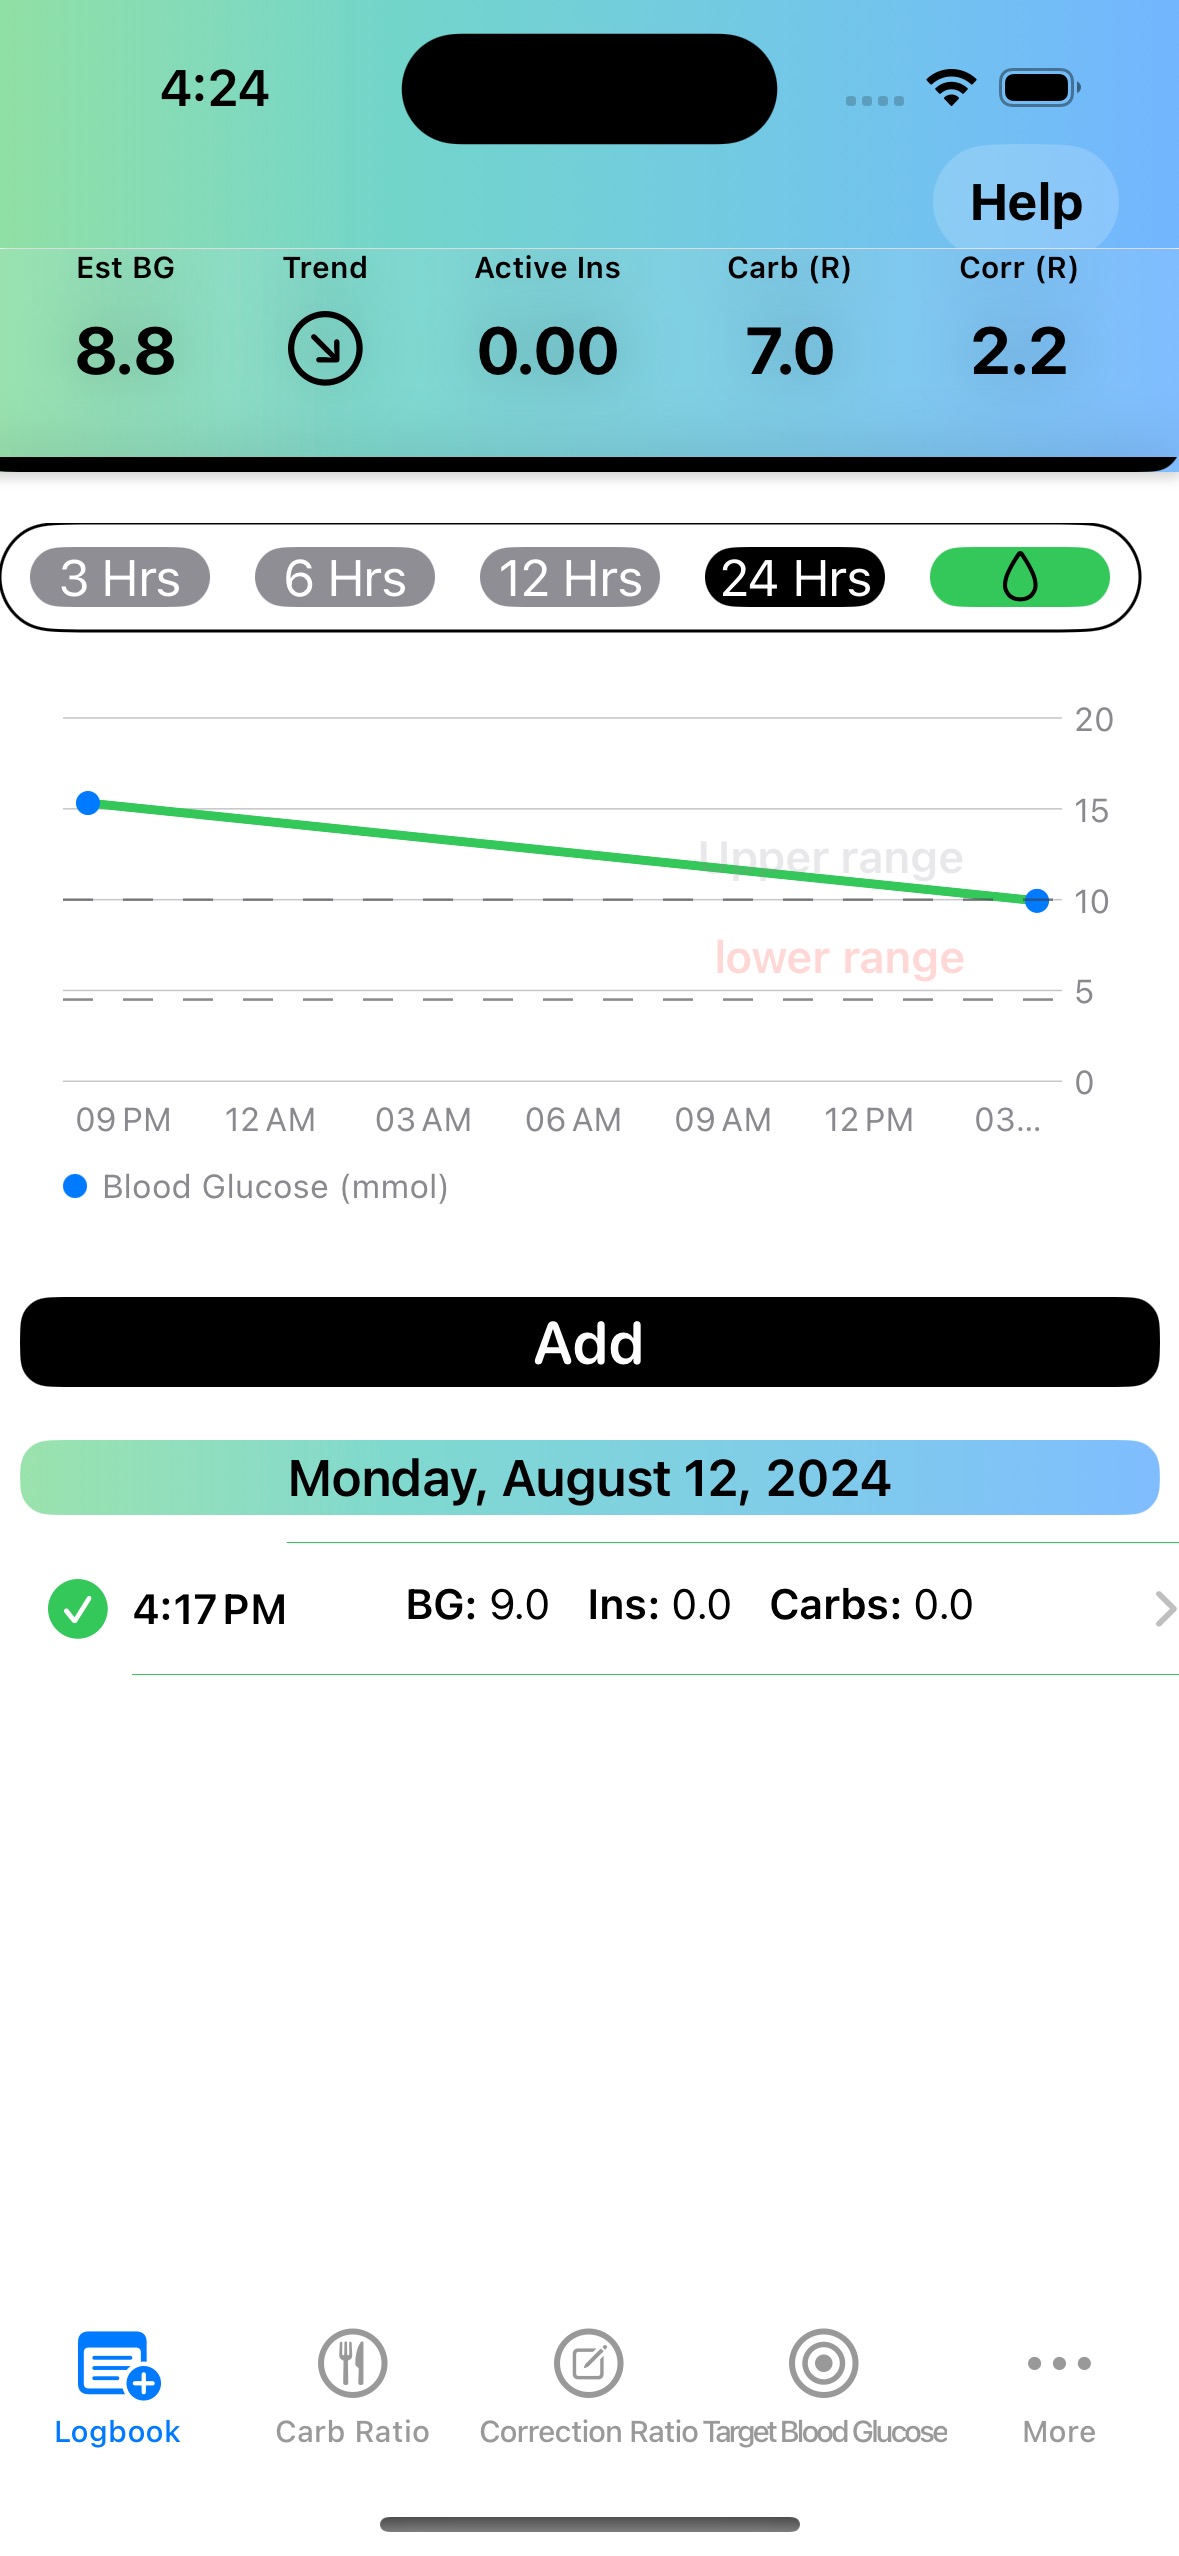 4:24
Help
Est BG Trend Active Ins Carb (R) Corr (R)
8.8 0.00 7.0 2.2
3 Hrs 6 Hrs 12 Hrs 24 Hrs
20
15
Upper range
10
lower range
5
0
09 PM 12 AM 03 AM 06 AM 09 AM 12 PM 03...
Blood Glucose (mmol)
Add
Monday, August 12, 2024
4:17 PM BG: 9.0 Ins: 0.0 Carbs: 0.0
Logbook Carb Ratio Correction Ratio Target Blood Glucose More